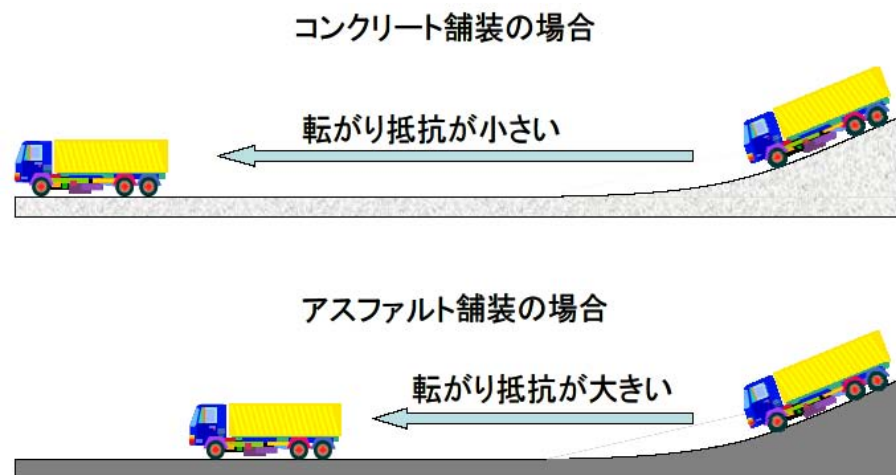 コンクリート舗装の場合
転がり抵抗が小さい
アスファルト舗装の場合
転がり抵抗が大きい